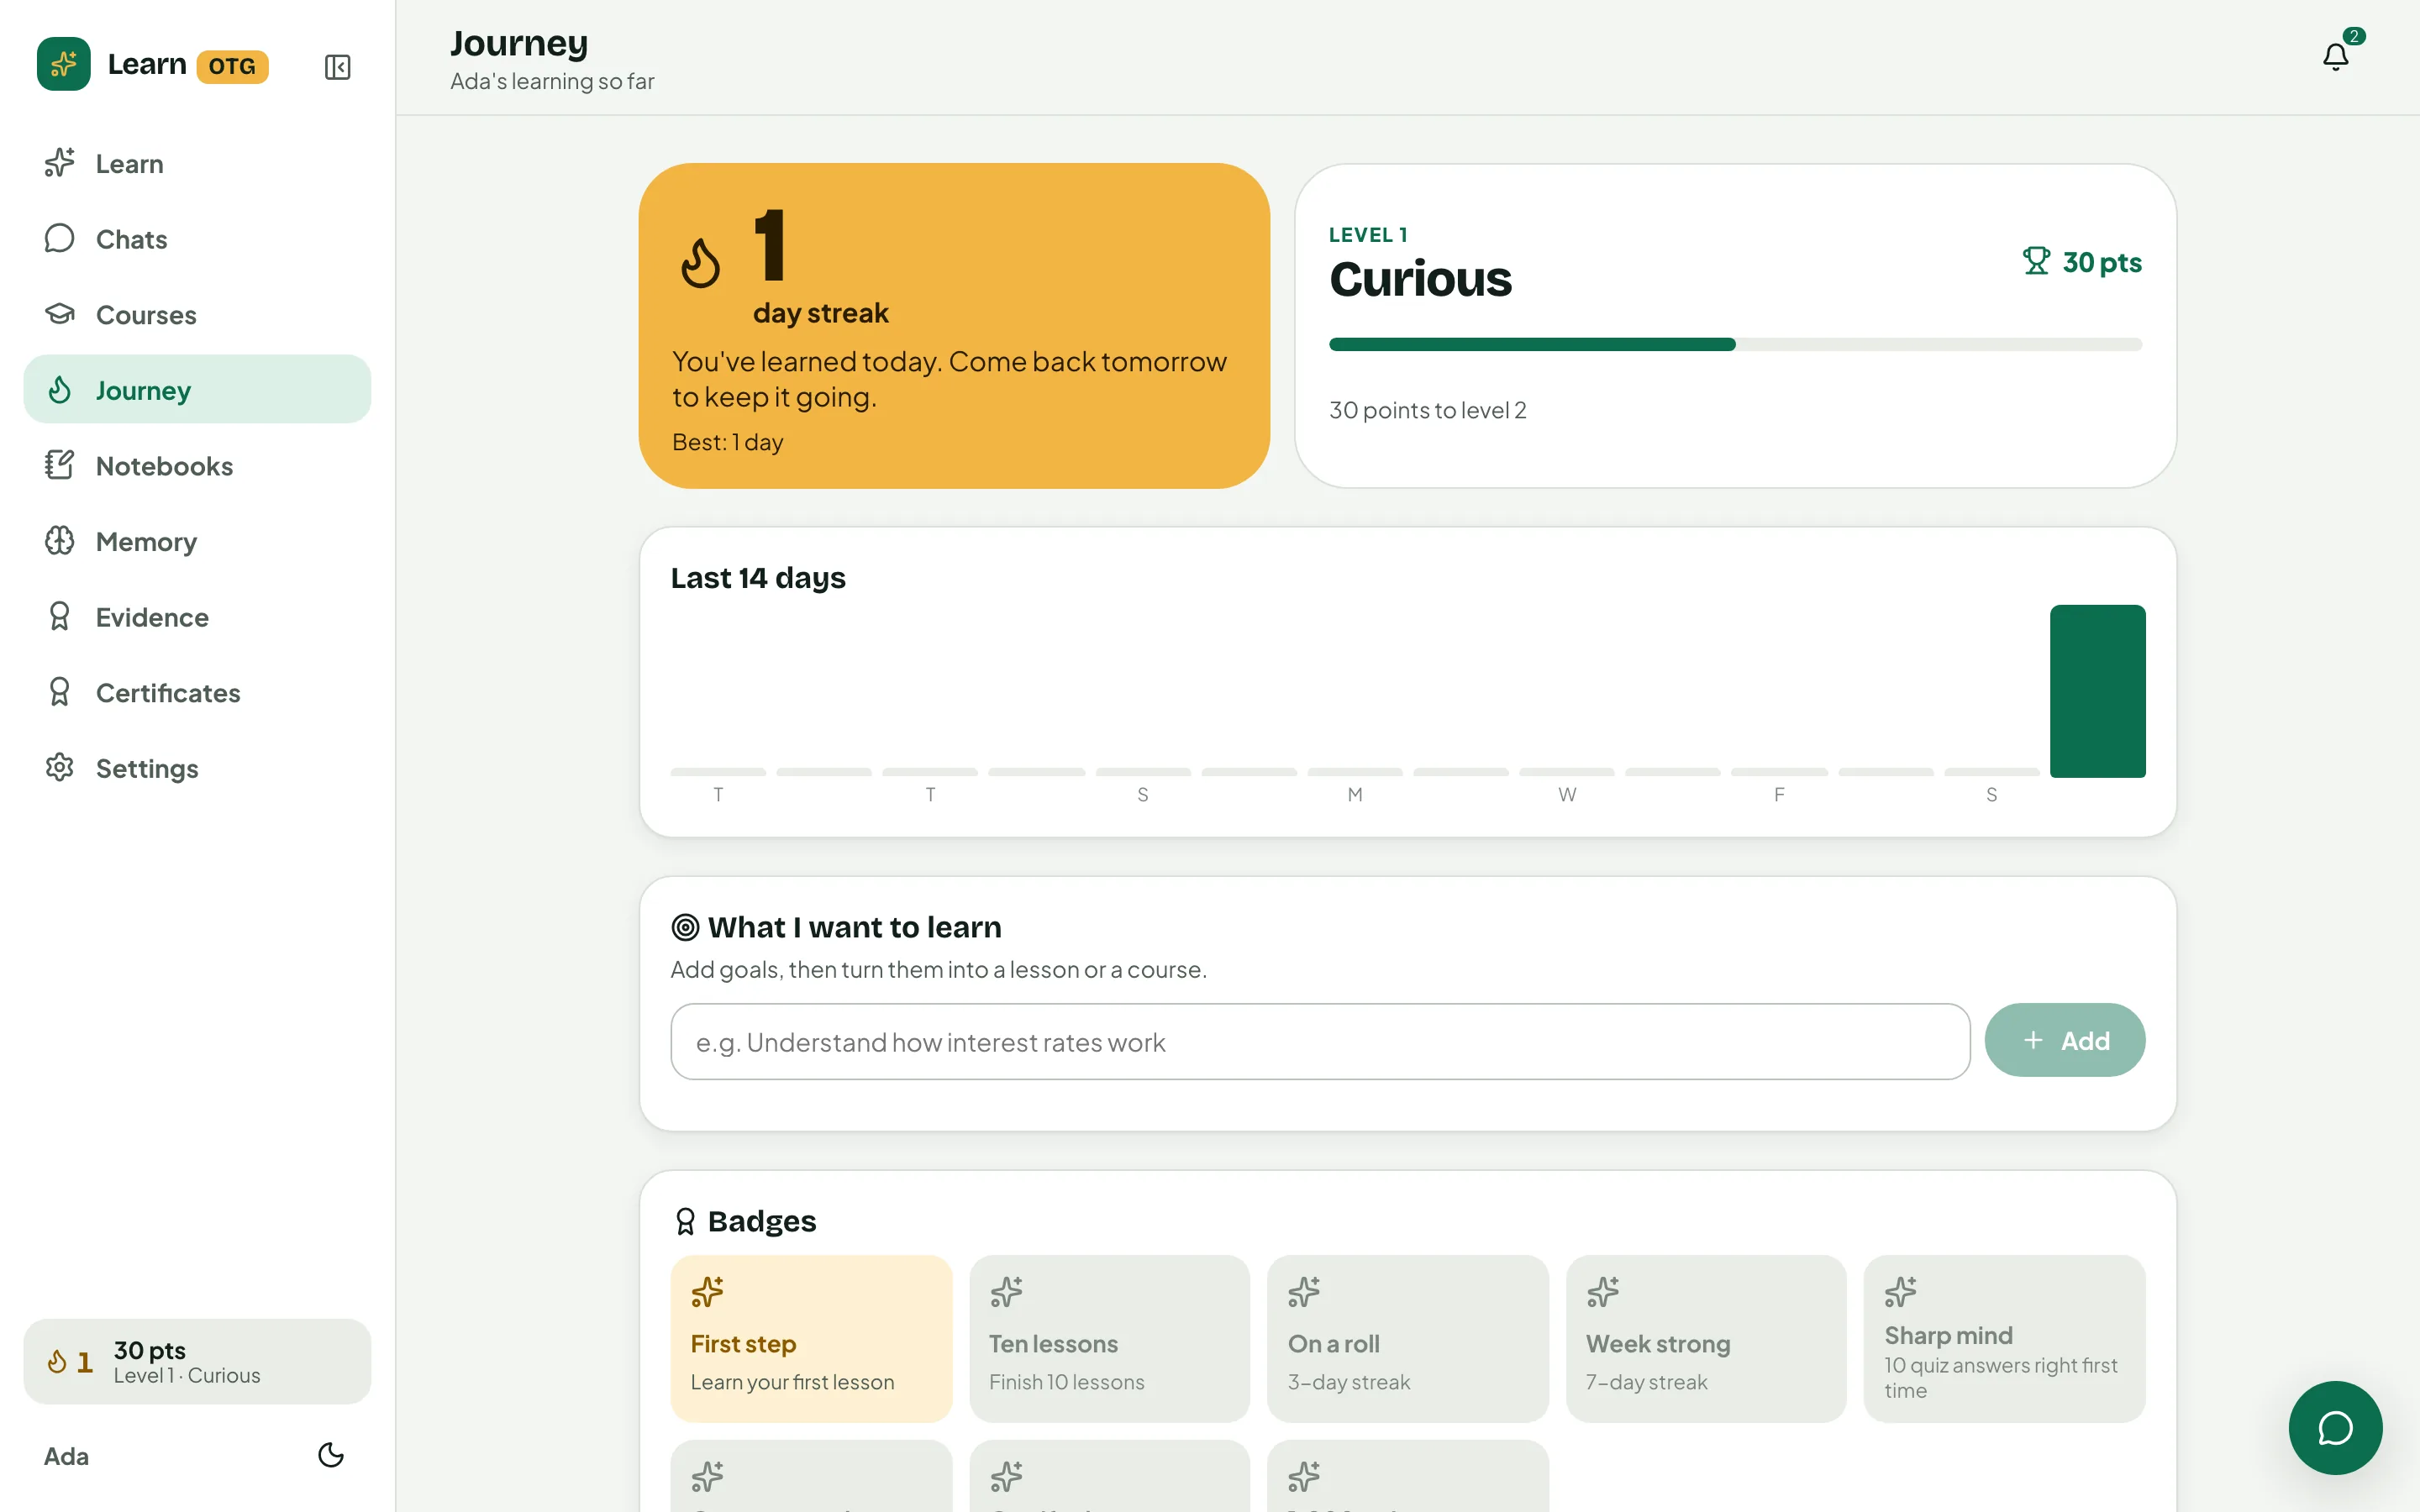 Learn OTG
Learn
Chats
Courses
Journey
Notebooks
Memory
Evidence
Certificates
Settings
1
30 pts
Level 1 · Curious
Ada
Journey
Ada's learning so far
2
1
day streak
You've learned today. Come back tomorrow
to keep it going.
Best: 1 day
LEVEL 1
Curious
30 pts
30 points to level 2
Last 14 days
T T S M W F S
What I want to learn
Add goals, then turn them into a lesson or a course.
e.g. Understand how interest rates work
+ Add
Badges
First step
Learn your first lesson
Ten lessons
Finish 10 lessons
On a roll
3-day streak
Week strong
7-day streak
Sharp mind
10 quiz answers right first
time